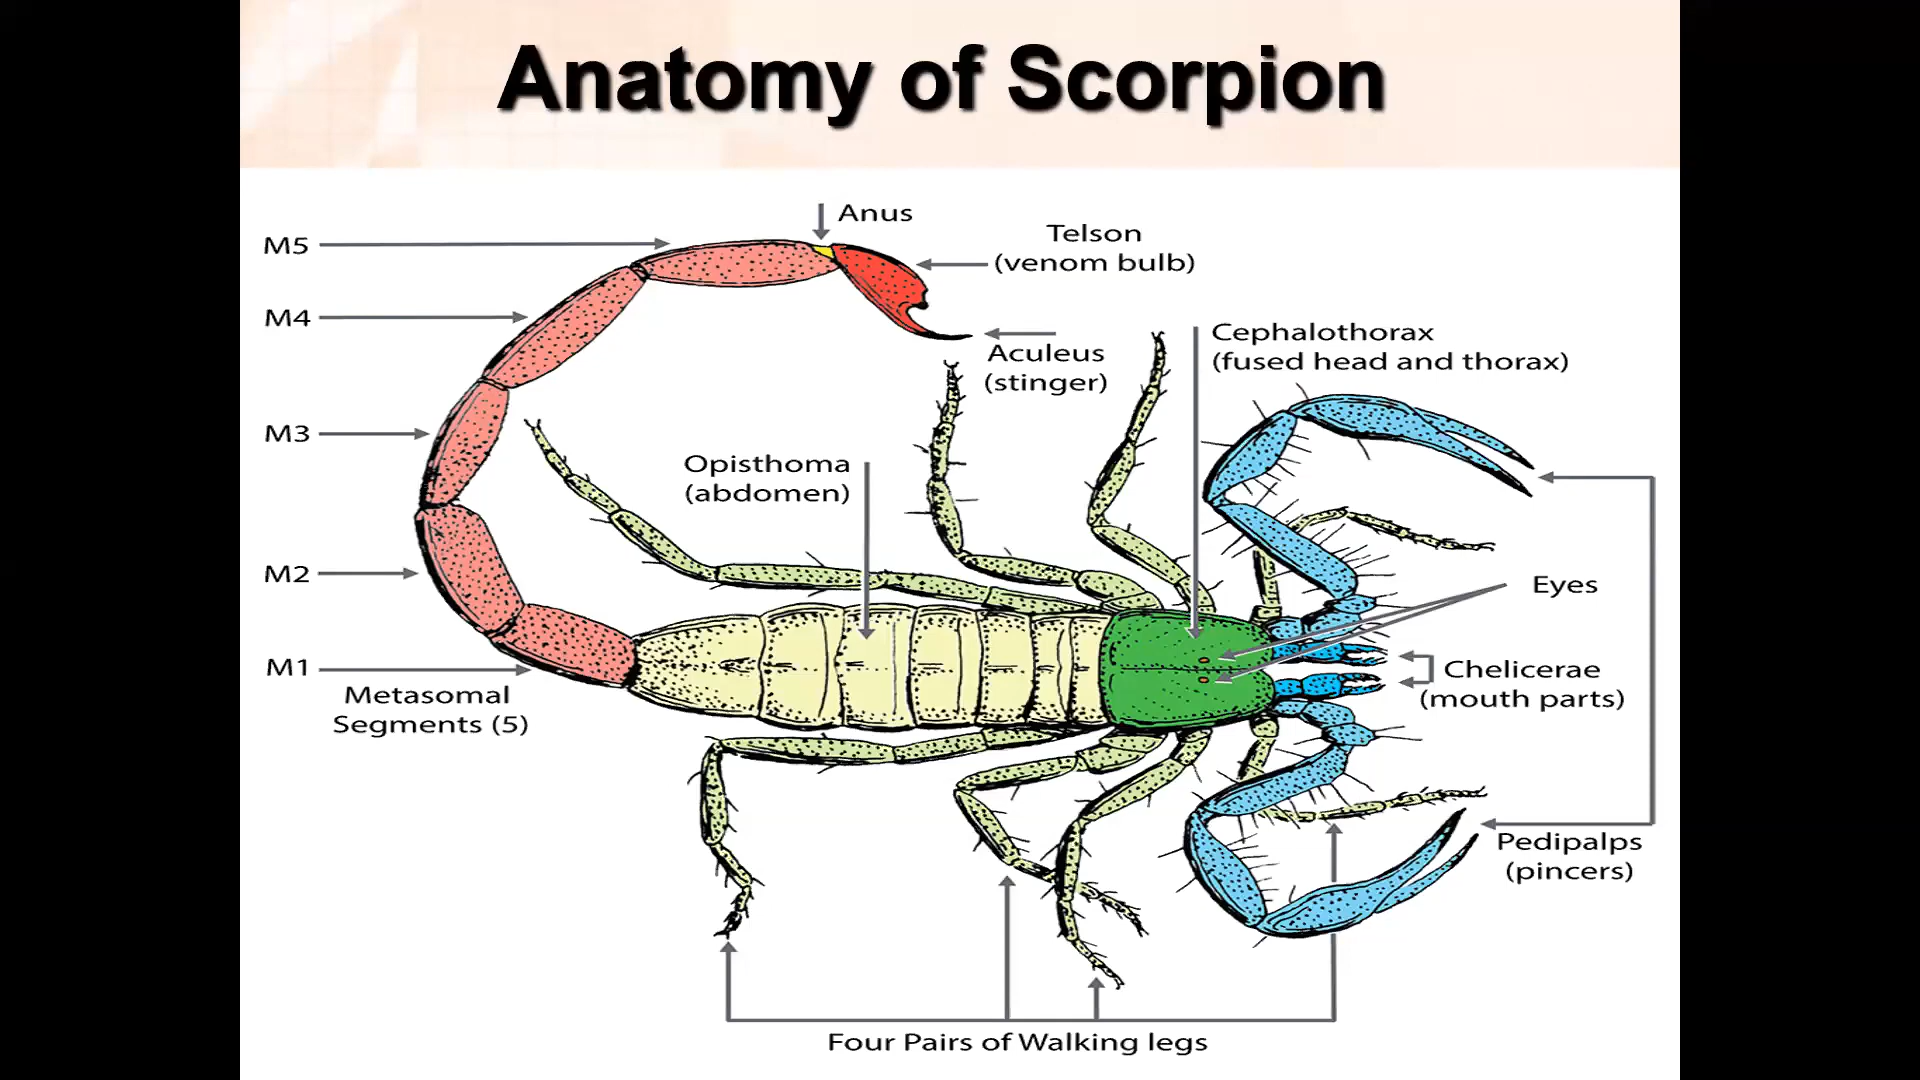 Anatomy of Scorpion
Anus
M5
Telson
(venom bulb)
M4
Aculeus
(stinger)
Cephalothorax
(fused head and thorax)
M3
Opisthoma
(abdomen)
M2
Eyes
M1
Metasomal
Segments (5)
Chelicerae
(mouth parts)
Pedipalps
(pincers)
Four Pairs of Walking legs